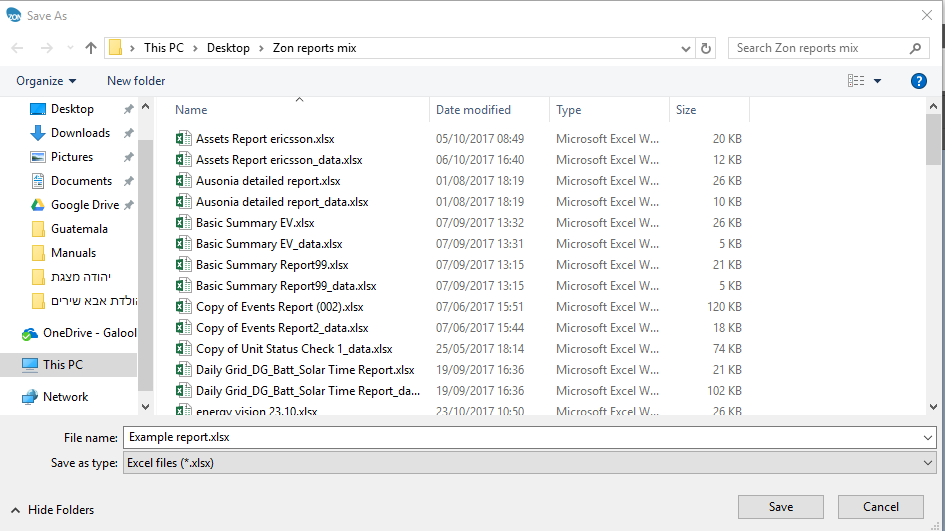 ZON Save As
This PC > Desktop > Zon reports mix
Search Zon reports mix
Organize
New folder
?
Name Date modified Type Size
Desktop
Downloads
Pictures
Documents
Google Drive
Guatemala
Manuals
יהודה מצגת
הולדת אבא שירים
OneDrive - Galool
This PC
Network
Assets Report ericsson.xlsx 05/10/2017 08:49 Microsoft Excel W... 20 KB
Assets Report ericsson_data.xlsx 06/10/2017 16:40 Microsoft Excel W... 12 KB
Ausonia detailed report.xlsx 01/08/2017 18:19 Microsoft Excel W... 26 KB
Ausonia detailed report_data.xlsx 01/08/2017 18:19 Microsoft Excel W... 10 KB
Basic Summary EV.xlsx 07/09/2017 13:32 Microsoft Excel W... 26 KB
Basic Summary EV_data.xlsx 07/09/2017 13:31 Microsoft Excel W... 5 KB
Basic Summary Report99.xlsx 07/09/2017 13:15 Microsoft Excel W... 21 KB
Basic Summary Report99_data.xlsx 07/09/2017 13:15 Microsoft Excel W... 5 KB
Copy of Events Report (002).xlsx 07/06/2017 15:51 Microsoft Excel W... 120 KB
Copy of Events Report2_data.xlsx 07/06/2017 15:44 Microsoft Excel W... 18 KB
Copy of Unit Status Check 1_data.xlsx 25/05/2017 18:14 Microsoft Excel W... 74 KB
Daily Grid_DG_Batt_Solar Time Report.xlsx 19/09/2017 16:36 Microsoft Excel W... 21 KB
Daily Grid_DG_Batt_Solar Time Report_da... 19/09/2017 16:36 Microsoft Excel W... 102 KB
energy vision 23.10.xlsx 23/10/2017 10:50 Microsoft Excel W... 26 KB
File name: Example report.xlsx
Save as type: Excel files (*.xlsx)
Hide Folders
Save
Cancel